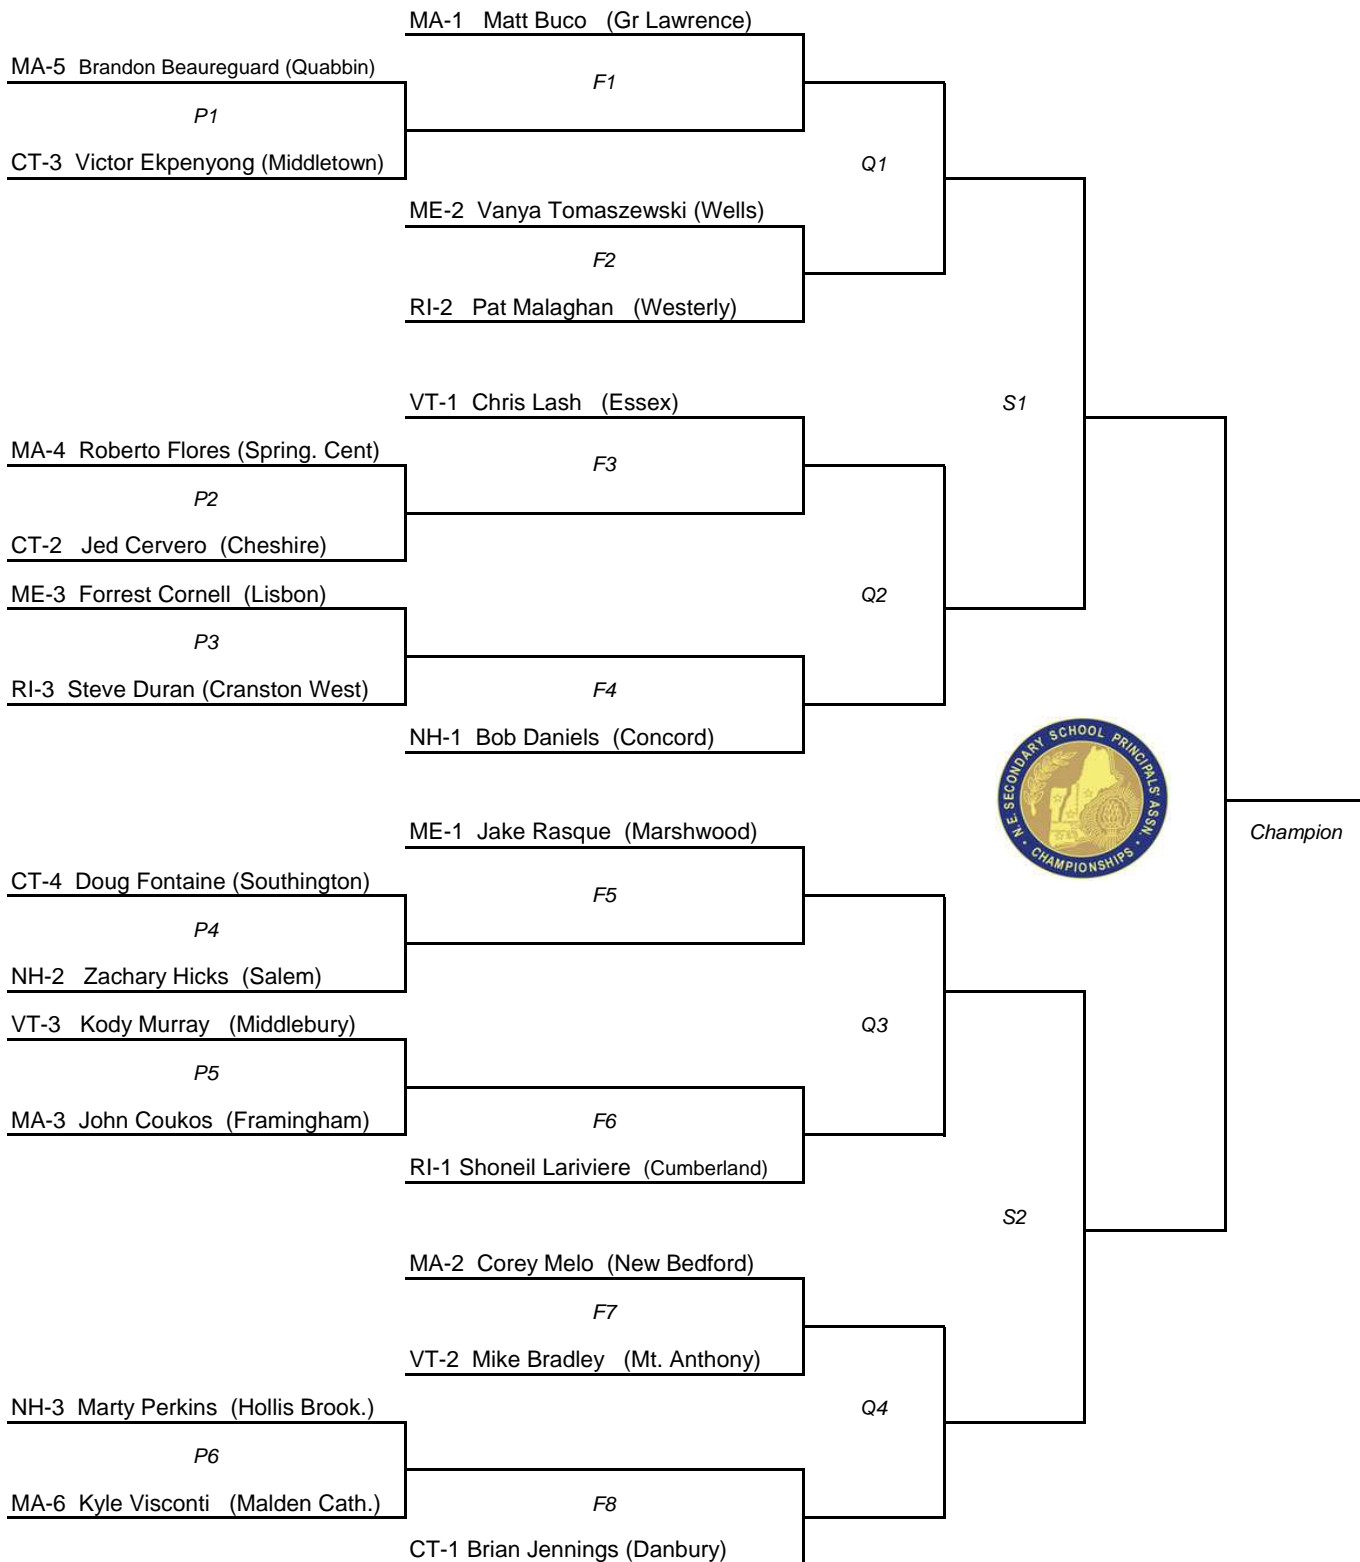 MA-1 Matt Buco (Gr Lawrence)
MA-5 Brandon Beaureguard (Quabbin)
F1
P1
CT-3 Victor Ekpenyong (Middletown)
Q1
ME-2 Vanya Tomaszewski (Wells)
F2
RI-2 Pat Malaghan (Westerly)
VT-1 Chris Lash (Essex)
S1
MA-4 Roberto Flores (Spring. Cent)
F3
P2
CT-2 Jed Cervero (Cheshire)
ME-3 Forrest Cornell (Lisbon)
Q2
P3
RI-3 Steve Duran (Cranston West)
F4
NH-1 Bob Daniels (Concord)
N.E. SECONDARY SCHOOL PRINCIPALS' ASSN.
• CHAMPIONSHIPS •
ME-1 Jake Rasque (Marshwood)
Champion
CT-4 Doug Fontaine (Southington)
F5
P4
NH-2 Zachary Hicks (Salem)
VT-3 Kody Murray (Middlebury)
Q3
P5
MA-3 John Coukos (Framingham)
F6
RI-1 Shoneil Lariviere (Cumberland)
S2
MA-2 Corey Melo (New Bedford)
F7
VT-2 Mike Bradley (Mt. Anthony)
NH-3 Marty Perkins (Hollis Brook.)
Q4
P6
MA-6 Kyle Visconti (Malden Cath.)
F8
CT-1 Brian Jennings (Danbury)